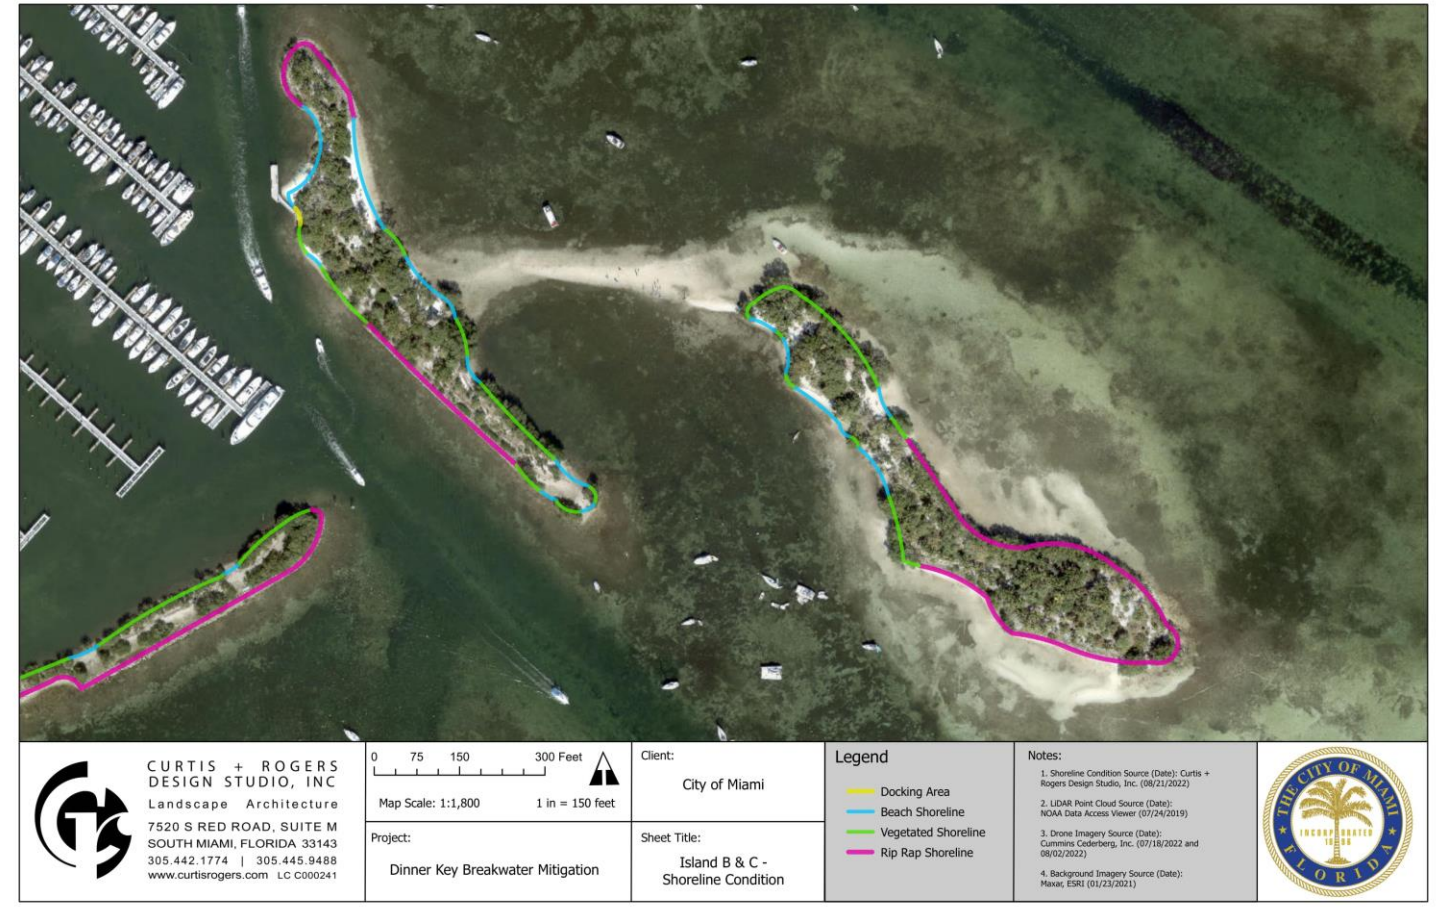 CURTIS + ROGERS
DESIGN STUDIO, INC
Landscape Architecture
7520 S RED ROAD, SUITE M
SOUTH MIAMI, FLORIDA 33143
305.442.1774 | 305.445.9488
www.curtisrogers.com LC C000241
0 75 150 300 Feet
Map Scale: 1:1,800 1 in = 150 feet
Project:
Dinner Key Breakwater Mitigation
Client:
City of Miami
Sheet Title:
Island B & C -
Shoreline Condition
Legend
Docking Area
Beach Shoreline
Vegetated Shoreline
Rip Rap Shoreline
Notes:
1. Shoreline Condition Source (Date): Curtis +
Rogers Design Studio, Inc. (08/21/2022)
2. LiDAR Point Cloud Source (Date):
NOAA Data Access Viewer (07/24/2019)
3. Drone Imagery Source (Date):
Cummins Cederberg, Inc. (07/18/2022 and
08/02/2022)
4. Background Imagery Source (Date):
Maxar, ESRI (01/23/2021)
THE CITY OF MIAMI
INCORPORATED
18 96
FLORIDA